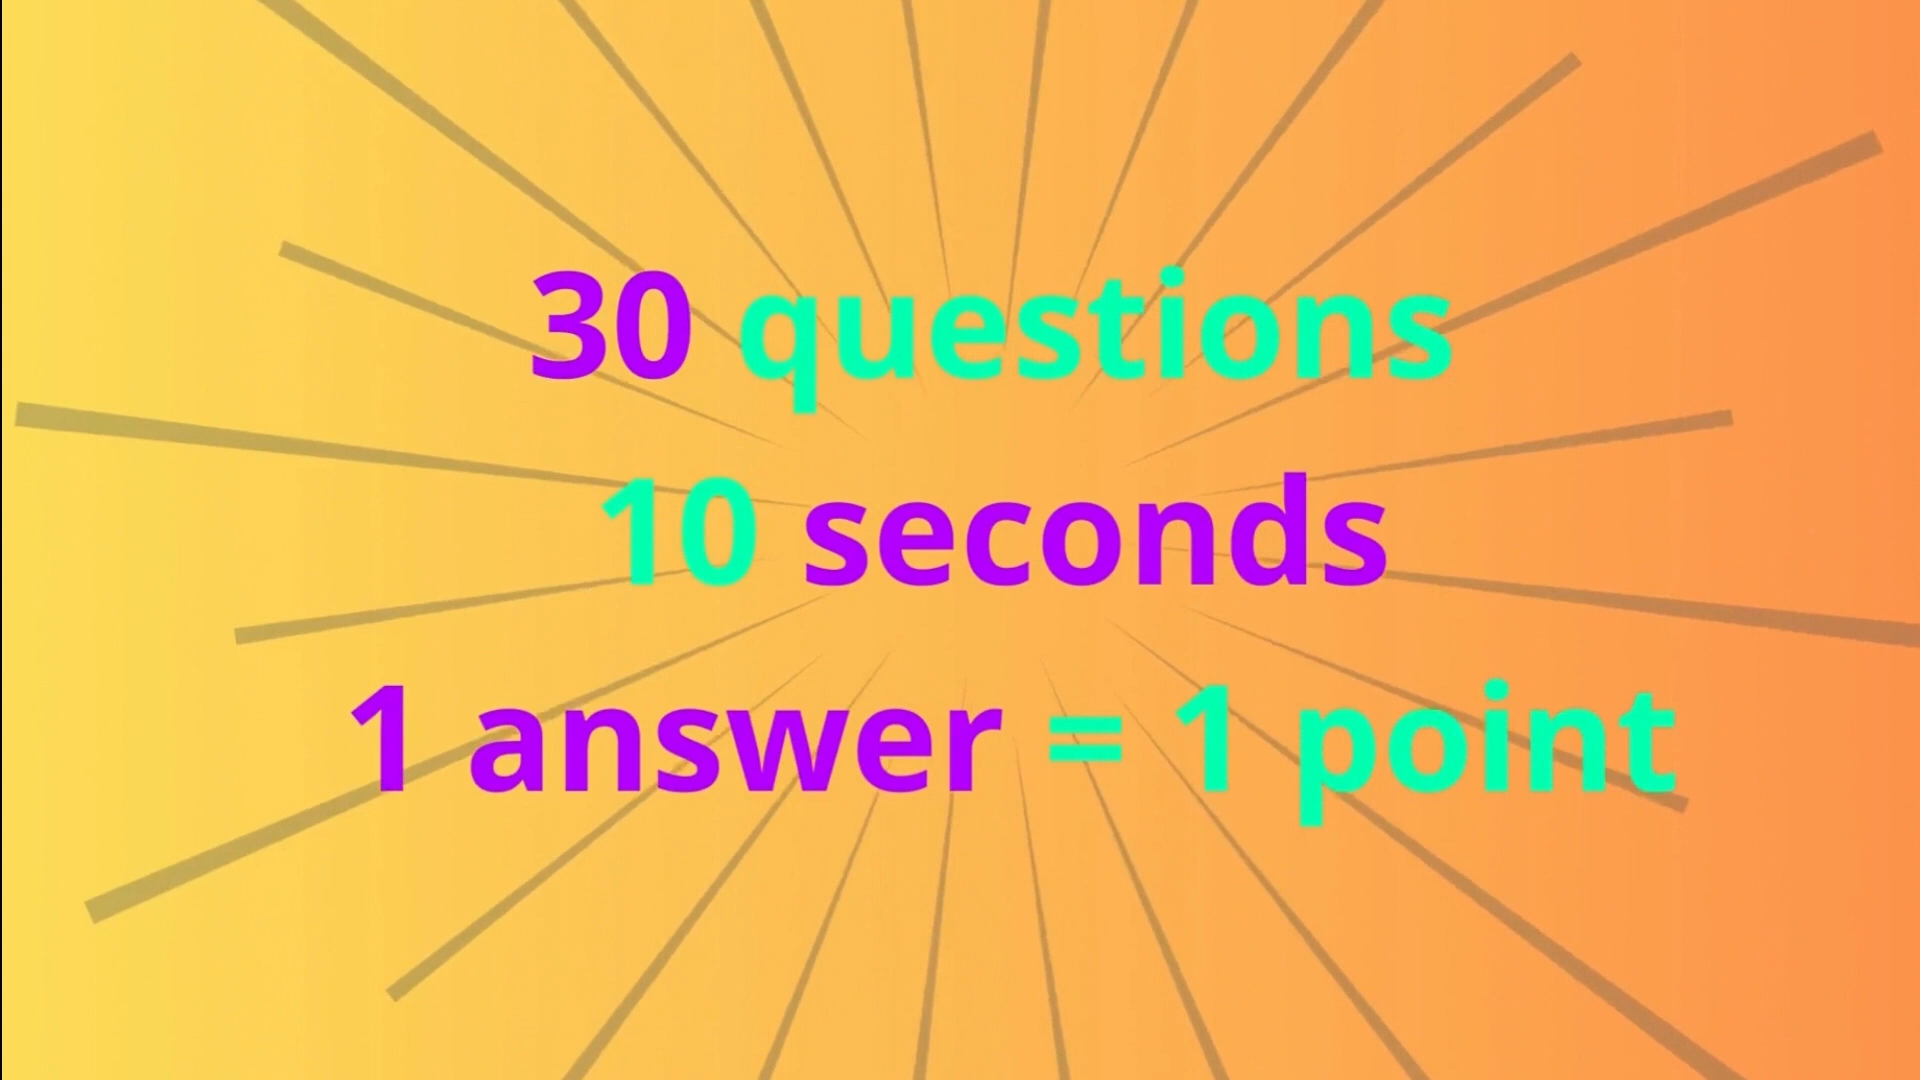 30 questions
10 seconds
1 answer = 1 point